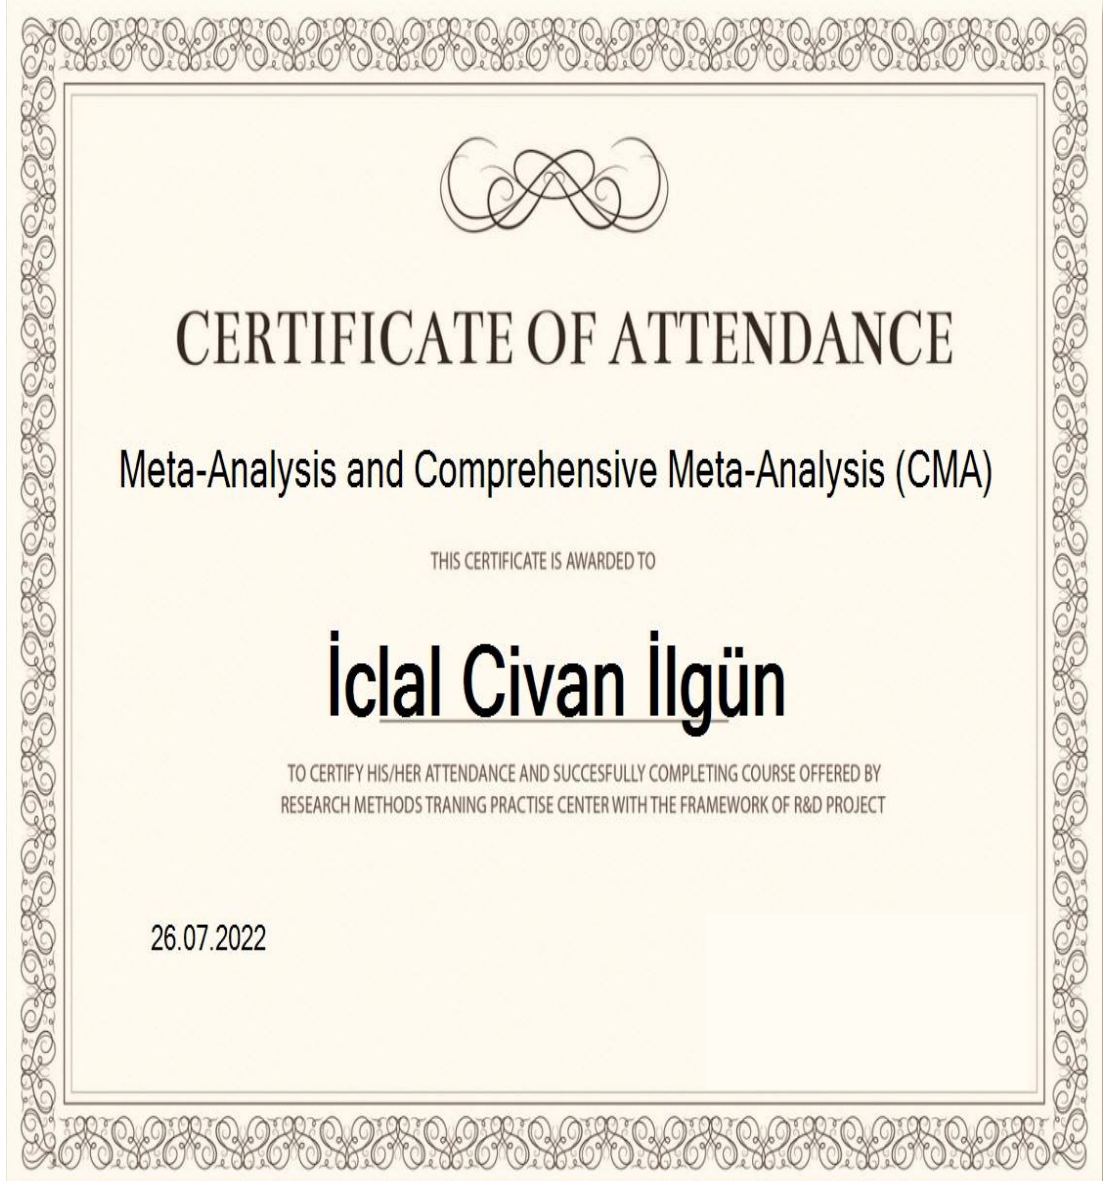 CERTIFICATE OF ATTENDANCE
Meta-Analysis and Comprehensive Meta-Analysis (CMA)
THIS CERTIFICATE IS AWARDED TO
İclal Civan İlgün
TO CERTIFY HIS/HER ATTENDANCE AND SUCCESFULLY COMPLETING COURSE OFFERED BY
RESEARCH METHODS TRANING PRACTISE CENTER WITH THE FRAMEWORK OF R&D PROJECT
26.07.2022